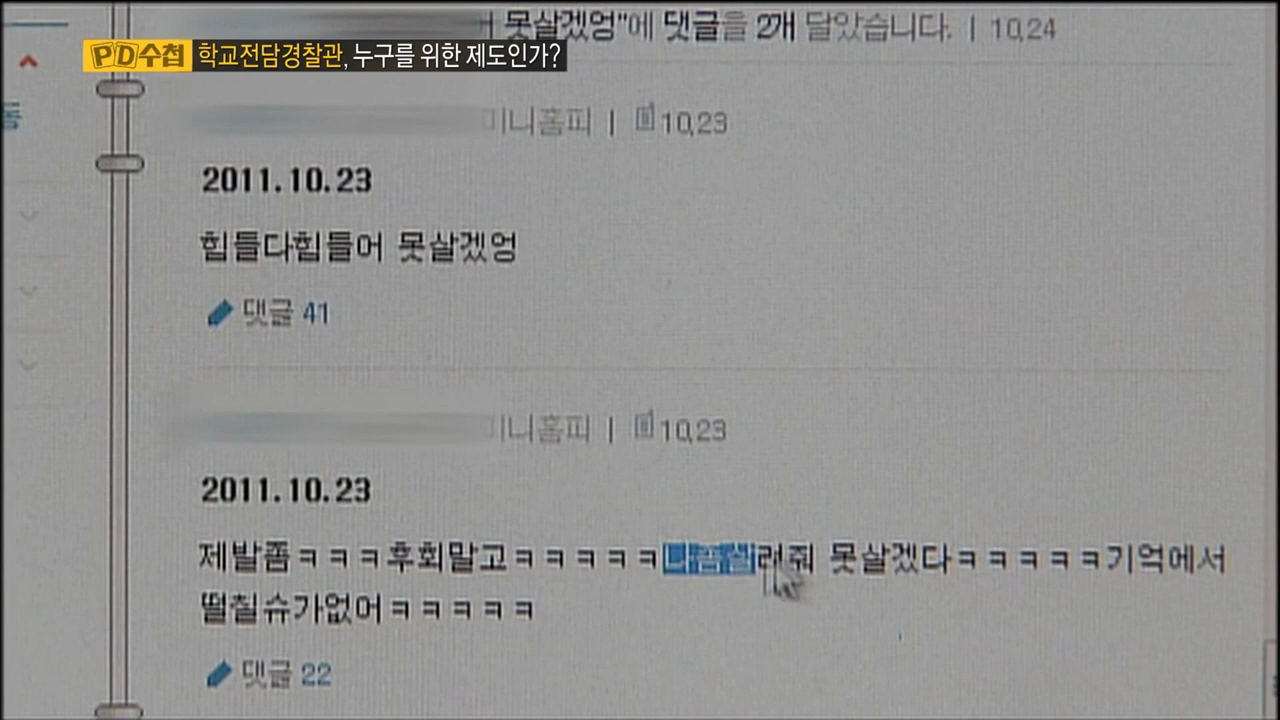 못살겠엉"에 댓글을 2개 달았습니다. | 10.24
PD수첩 학교전담경찰관, 누구를 위한 제도인가?
미니홈피 | 10.23
2011.10.23
힘들다힘들어 못살겠엉
댓글 41
미니홈피 | 10.23
2011.10.23
제발좀ㅋㅋㅋ후회말고ㅋㅋㅋㅋㅋ나좀살려줘 못살겠다ㅋㅋㅋㅋㅋ기억에서
떨칠슈가없어ㅋㅋㅋㅋㅋ
댓글 22